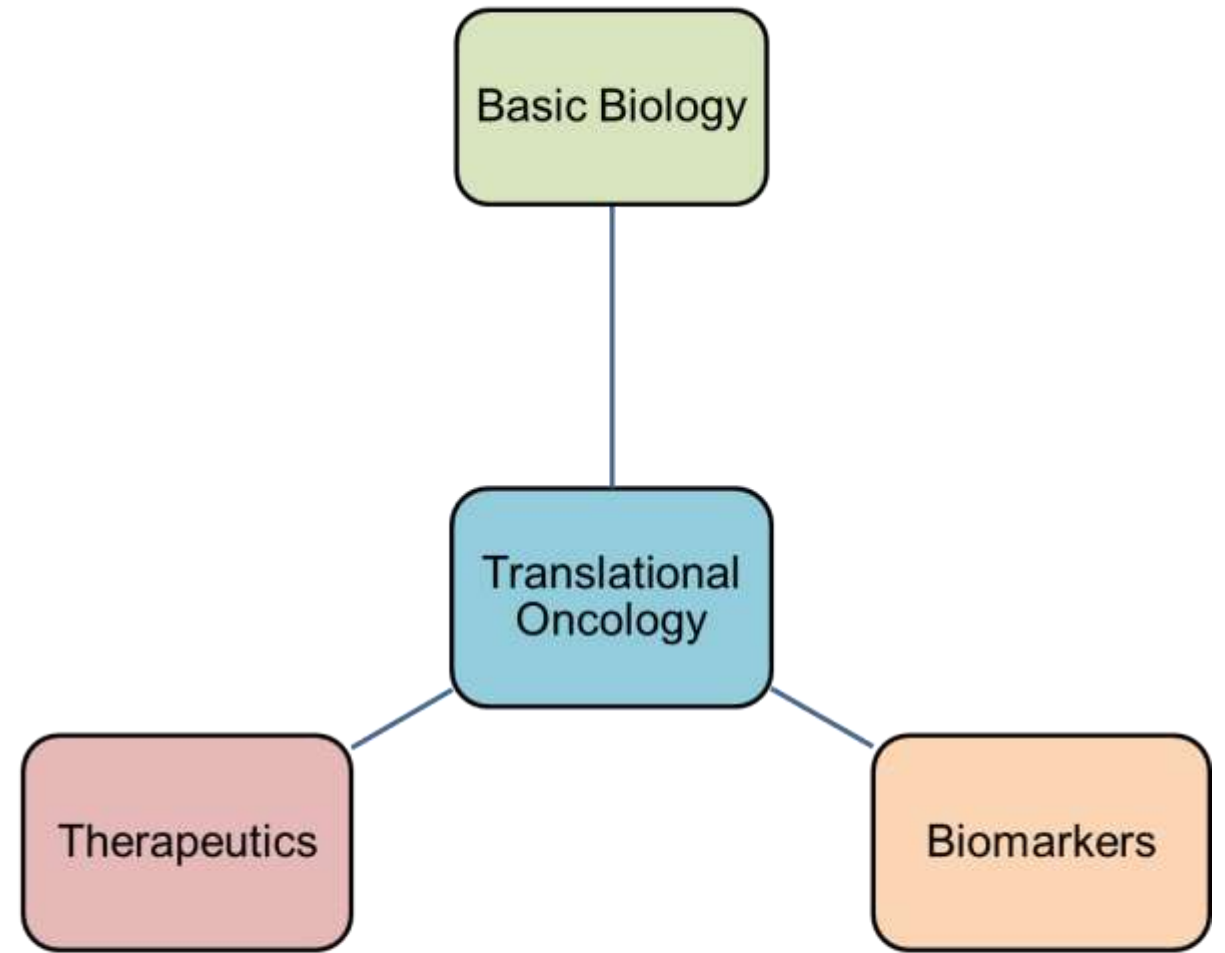 Basic Biology
Translational
Oncology
Therapeutics
Biomarkers